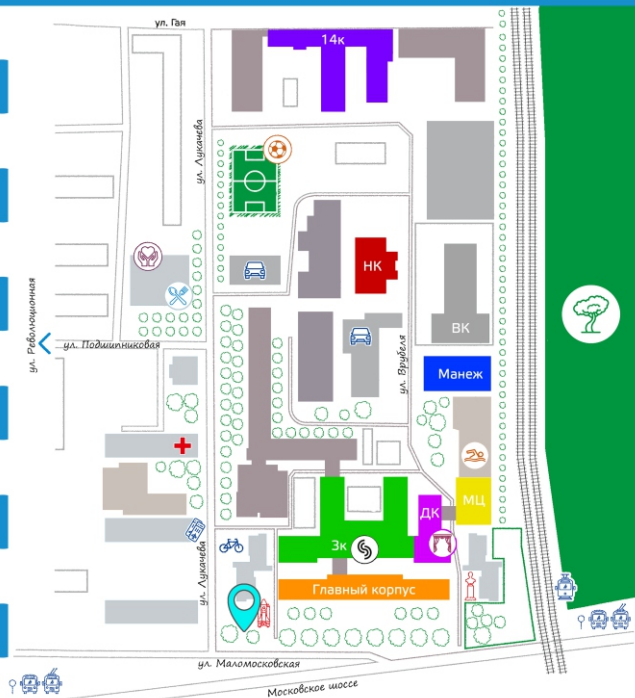 ул. Гая
14к
ул. Лукачева
НК
ул. Революционная
ВК
ул. Подшипниковая
ул. Врубеля
Манеж
МЦ
ДК
3к
ул. Лукачева
Главный корпус
ул. Маломосковская
Московское шоссе